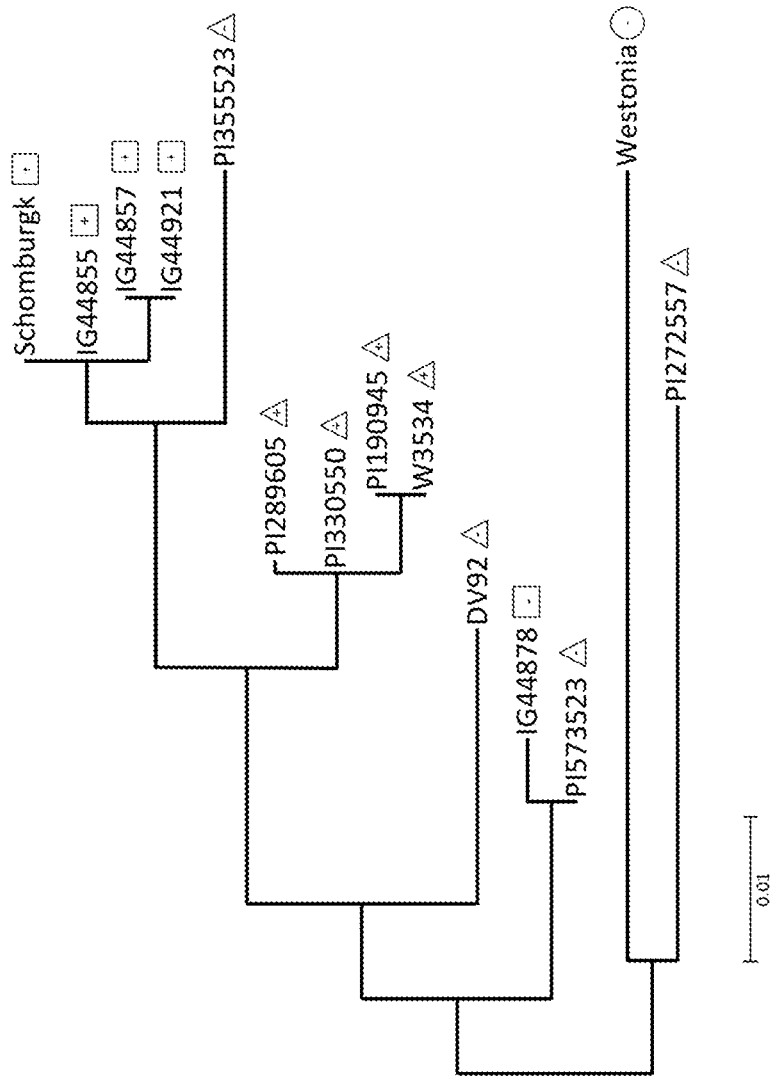 Schomburgk +
IG44855 +
IG44857 +
IG44921 +
PI355523 -
PI289605 +
PI330550 +
PI190945 +
W3534 +
DV92 -
IG44878 -
PI573523 -
Westonia -
PI272557 -
0.01